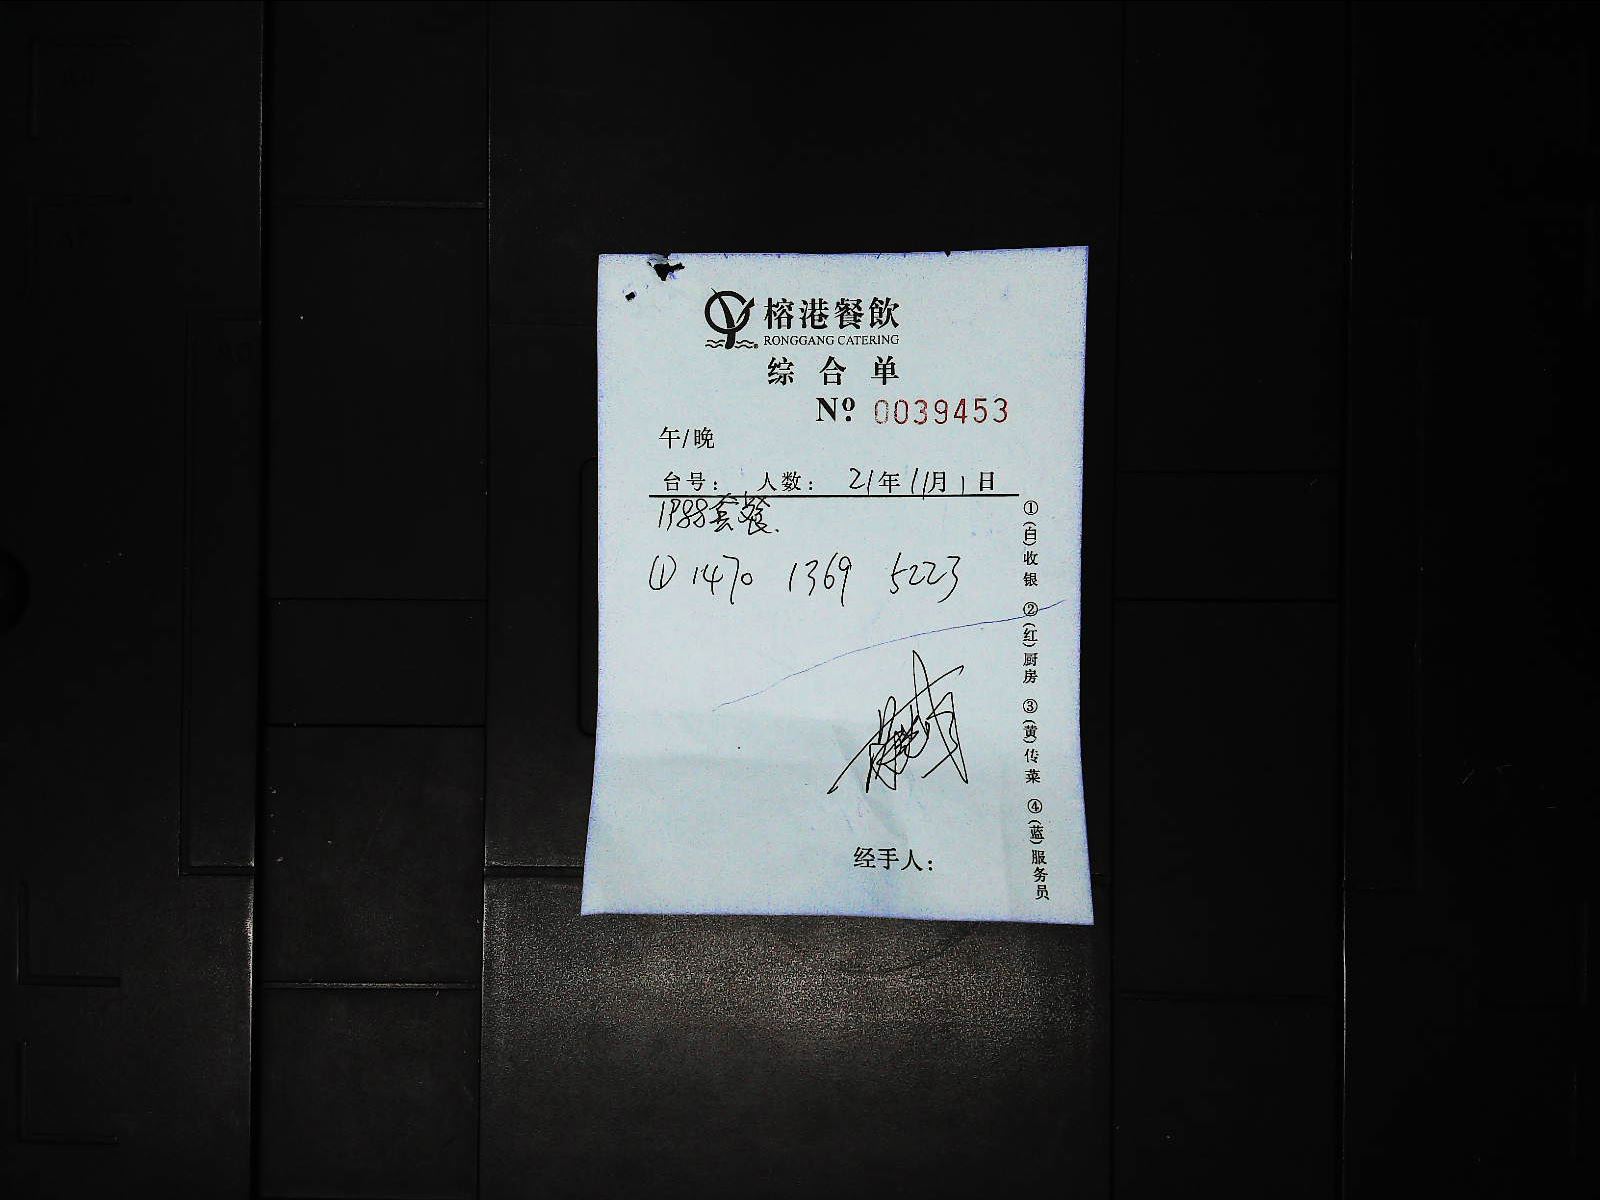 榕港餐飲
RONGGANG CATERING
综合单
Nº 0039453
午/晚
台号： 人数： 21年11月1日
1988套餐.
① 1470 1369 5223
经手人：
①(白)收银 ②(红)厨房 ③(黄)传菜 ④(蓝)服务员